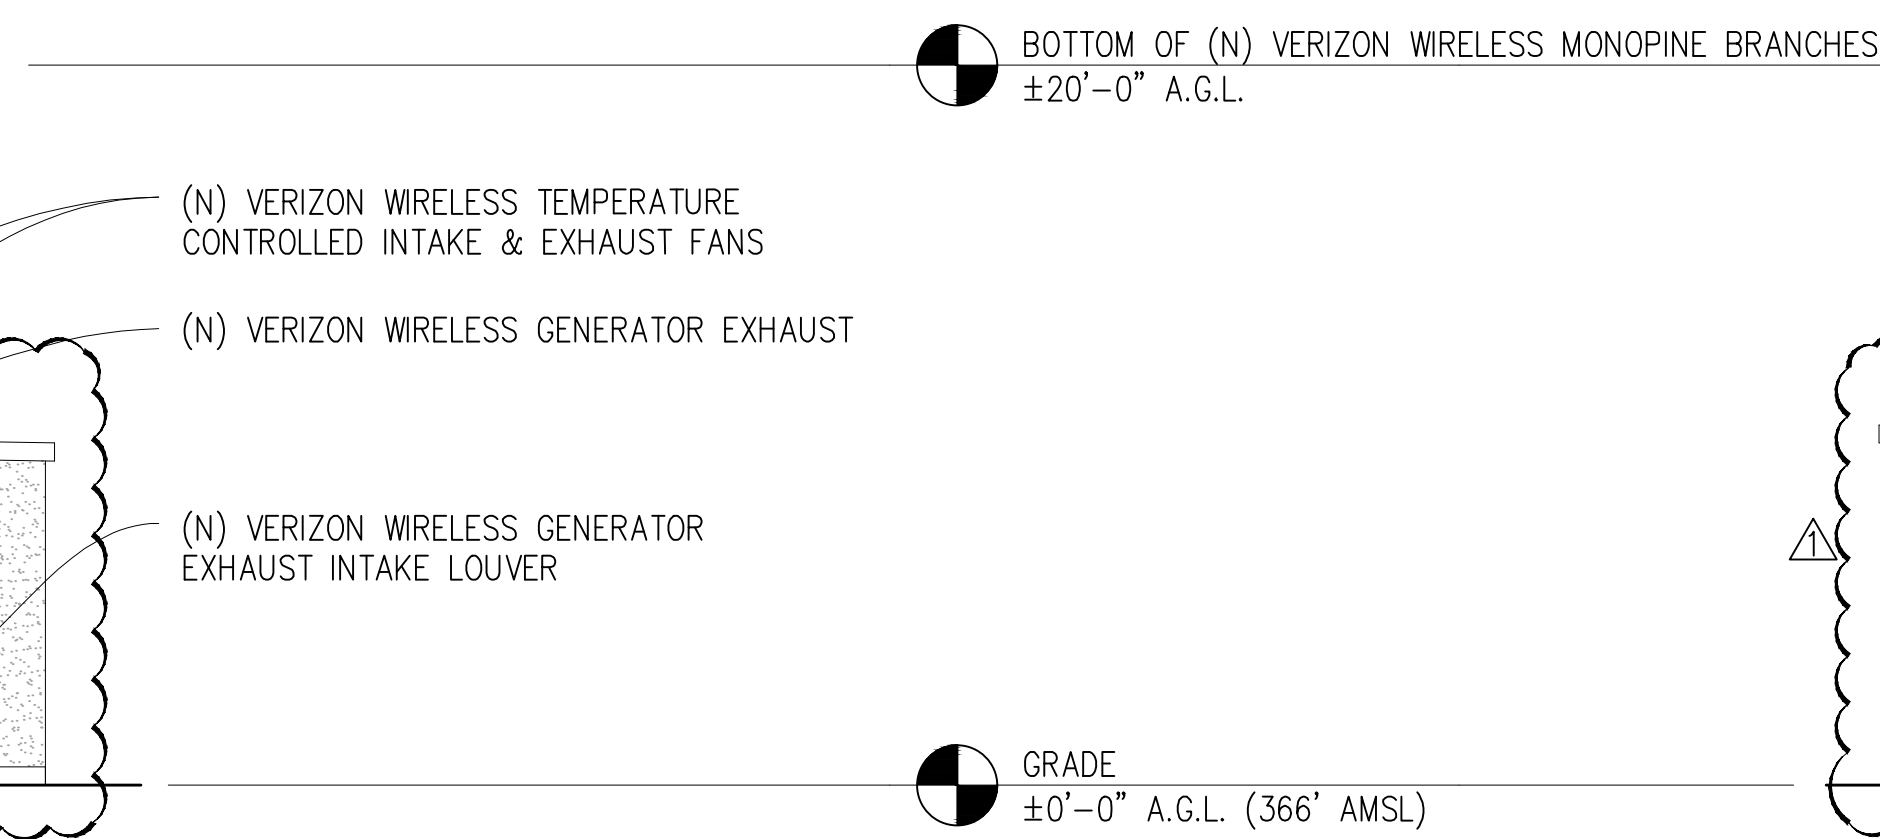 BOTTOM OF (N) VERIZON WIRELESS MONOPINE BRANCHES
±20'-0" A.G.L.
(N) VERIZON WIRELESS TEMPERATURE
CONTROLLED INTAKE & EXHAUST FANS
(N) VERIZON WIRELESS GENERATOR EXHAUST
(N) VERIZON WIRELESS GENERATOR
EXHAUST INTAKE LOUVER
1
GRADE
±0'-0" A.G.L. (366' AMSL)